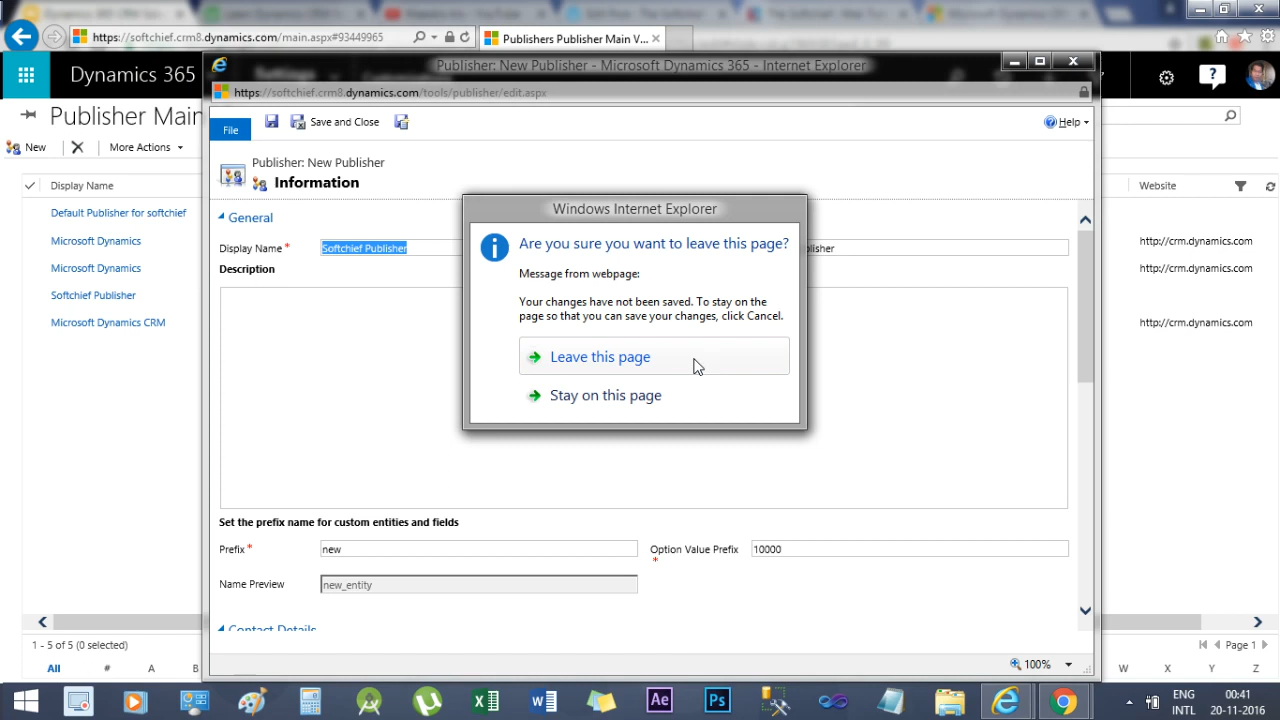 https://softchief.crm8.dynamics.com/main.aspx#93449965
Publishers Publisher Main V...
Dynamics 365
Publisher: New Publisher - Microsoft Dynamics 365 - Internet Explorer
https://softchief.crm8.dynamics.com/tools/publisher/edit.aspx
Publisher Main
New
More Actions
File
Save and Close
Help
Publisher: New Publisher
Information
Display Name
Website
Default Publisher for softchief
Microsoft Dynamics
http://crm.dynamics.com
Microsoft Dynamics
http://crm.dynamics.com
Softchief Publisher
Microsoft Dynamics CRM
http://crm.dynamics.com
General
Display Name *
Softchief Publisher
Description
Windows Internet Explorer
Are you sure you want to leave this page?
Message from webpage:
Your changes have not been saved. To stay on the
page so that you can save your changes, click Cancel.
Leave this page
Stay on this page
Set the prefix name for custom entities and fields
Prefix *
new
Option Value Prefix
*
10000
Name Preview
new_entity
Contact Details
1 - 5 of 5 (0 selected)
Page 1
All # A B
W X Y Z
100%
Ae
Ps
ENG
INTL
00:41
20-11-2016